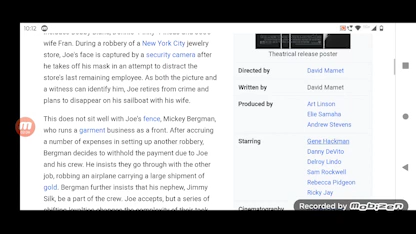 10:12
wife Fran. During a robbery of a New York City jewelry
store, Joe's face is captured by a security camera after
he takes off his mask in an attempt to distract the
store's last remaining employee. As both the picture and
a witness can identify him, Joe retires from crime and
plans to disappear on his sailboat with his wife.
This does not sit well with Joe's fence, Mickey Bergman,
who runs a garment business as a front. After accruing
a number of expenses in setting up another robbery,
Bergman decides to withhold the payment due to Joe
and his crew. He insists they go through with the other
job, robbing an airplane carrying a large shipment of
gold. Bergman further insists that his nephew, Jimmy
Silk, be a part of the crew. Joe accepts, but a series of
Theatrical release poster
Directed by David Mamet
Written by David Mamet
Produced by Art Linson
Elie Samaha
Andrew Stevens
Starring Gene Hackman
Danny DeVito
Delroy Lindo
Sam Rockwell
Rebecca Pidgeon
Ricky Jay
Cinematography
Recorded by Mobizen